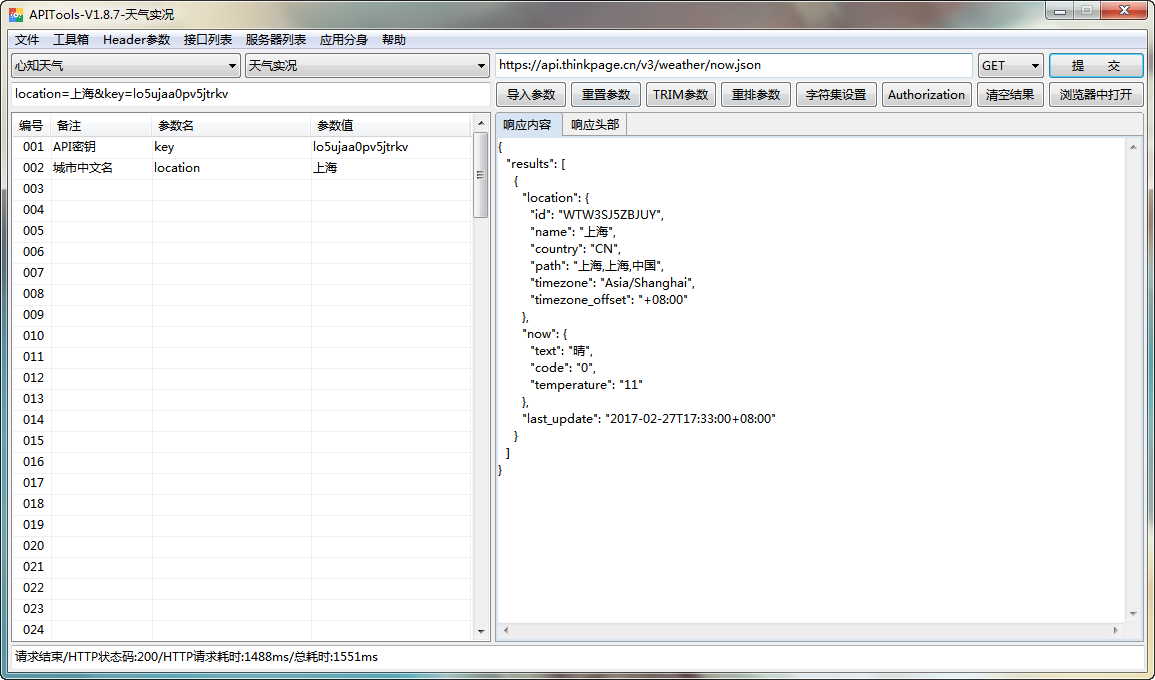 APITools-V1.8.7-天气实况
文件 工具箱 Header参数 接口列表 服务器列表 应用分身 帮助
心知天气 天气实况 https://api.thinkpage.cn/v3/weather/now.json GET 提 交
location=上海&key=lo5ujaa0pv5jtrkv 导入参数 重置参数 TRIM参数 重排参数 字符集设置 Authorization 清空结果 浏览器中打开
编号 备注 参数名 参数值
001 API密钥 key lo5ujaa0pv5jtrkv
002 城市中文名 location 上海
003
004
005
006
007
008
009
010
011
012
013
014
015
016
017
018
019
020
021
022
023
024
响应内容 响应头部
{
"results": [
{
"location": {
"id": "WTW3SJ5ZBJUY",
"name": "上海",
"country": "CN",
"path": "上海,上海,中国",
"timezone": "Asia/Shanghai",
"timezone_offset": "+08:00"
},
"now": {
"text": "晴",
"code": "0",
"temperature": "11"
},
"last_update": "2017-02-27T17:33:00+08:00"
}
]
}
请求结束/HTTP状态码:200/HTTP请求耗时:1488ms/总耗时:1551ms